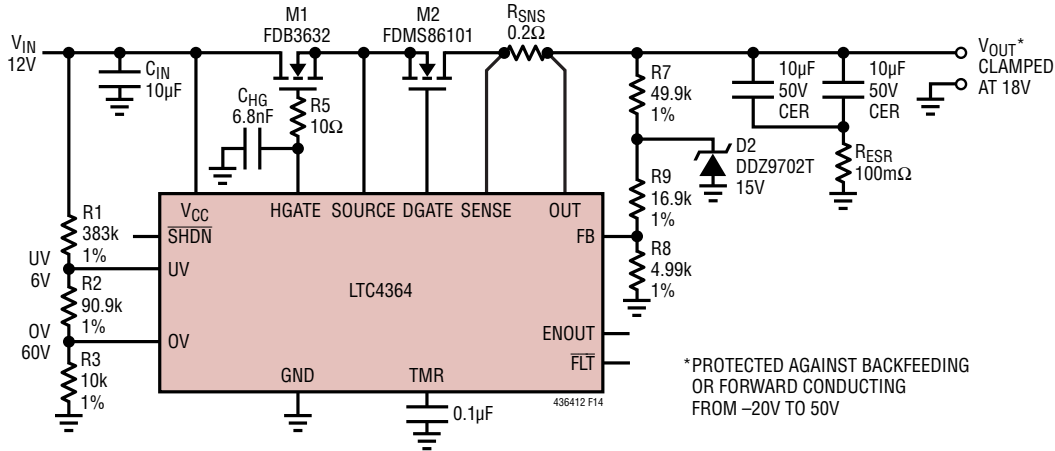 M1
FDB3632
M2
FDMS86101
RSNS
0.2Ω
VIN
12V
CIN
10µF
CHG
6.8nF
R5
10Ω
R7
49.9k
1%
10µF
50V
CER
10µF
50V
CER
VOUT*
CLAMPED
AT 18V
D2
DDZ9702T
15V
RESR
100mΩ
R9
16.9k
1%
R8
4.99k
1%
R1
383k
1%
UV
6V
R2
90.9k
1%
OV
60V
R3
10k
1%
VCC
HGATE
SOURCE
DGATE
SENSE
OUT
SHDN
FB
UV
LTC4364
OV
ENOUT
FLT
GND
TMR
0.1µF
436412 F14
*PROTECTED AGAINST BACKFEEDING
OR FORWARD CONDUCTING
FROM –20V TO 50V